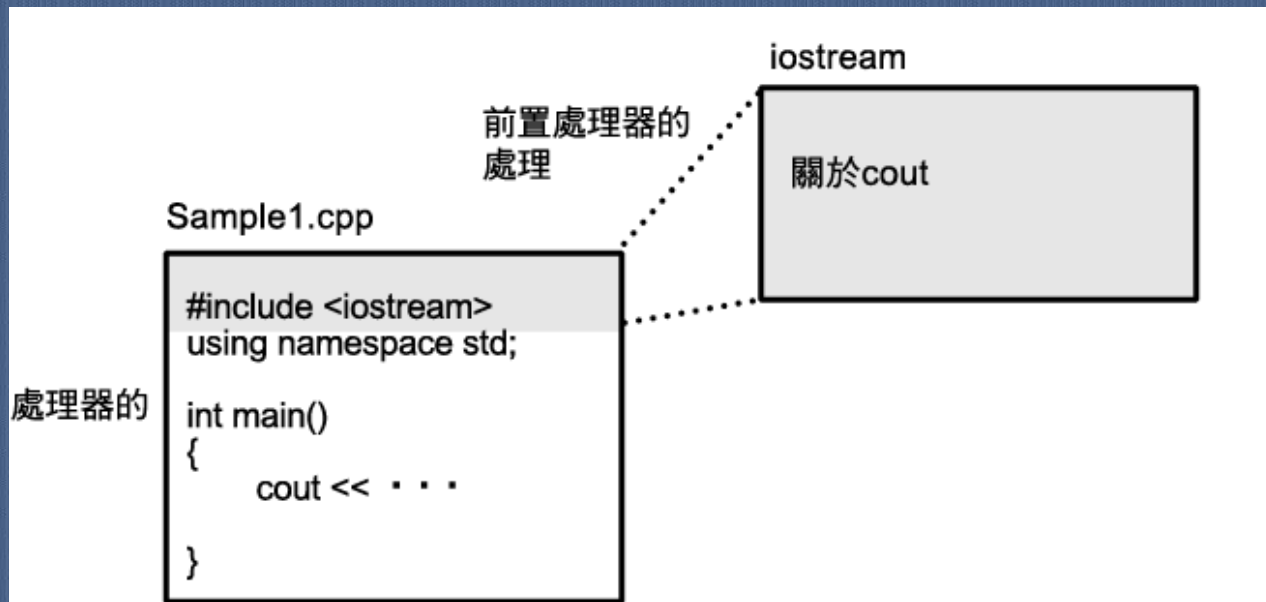 iostream
前置處理器的
處理
關於cout
Sample1.cpp
#include <iostream>
using namespace std;
處理器的
int main()
{
cout << ・・・
}